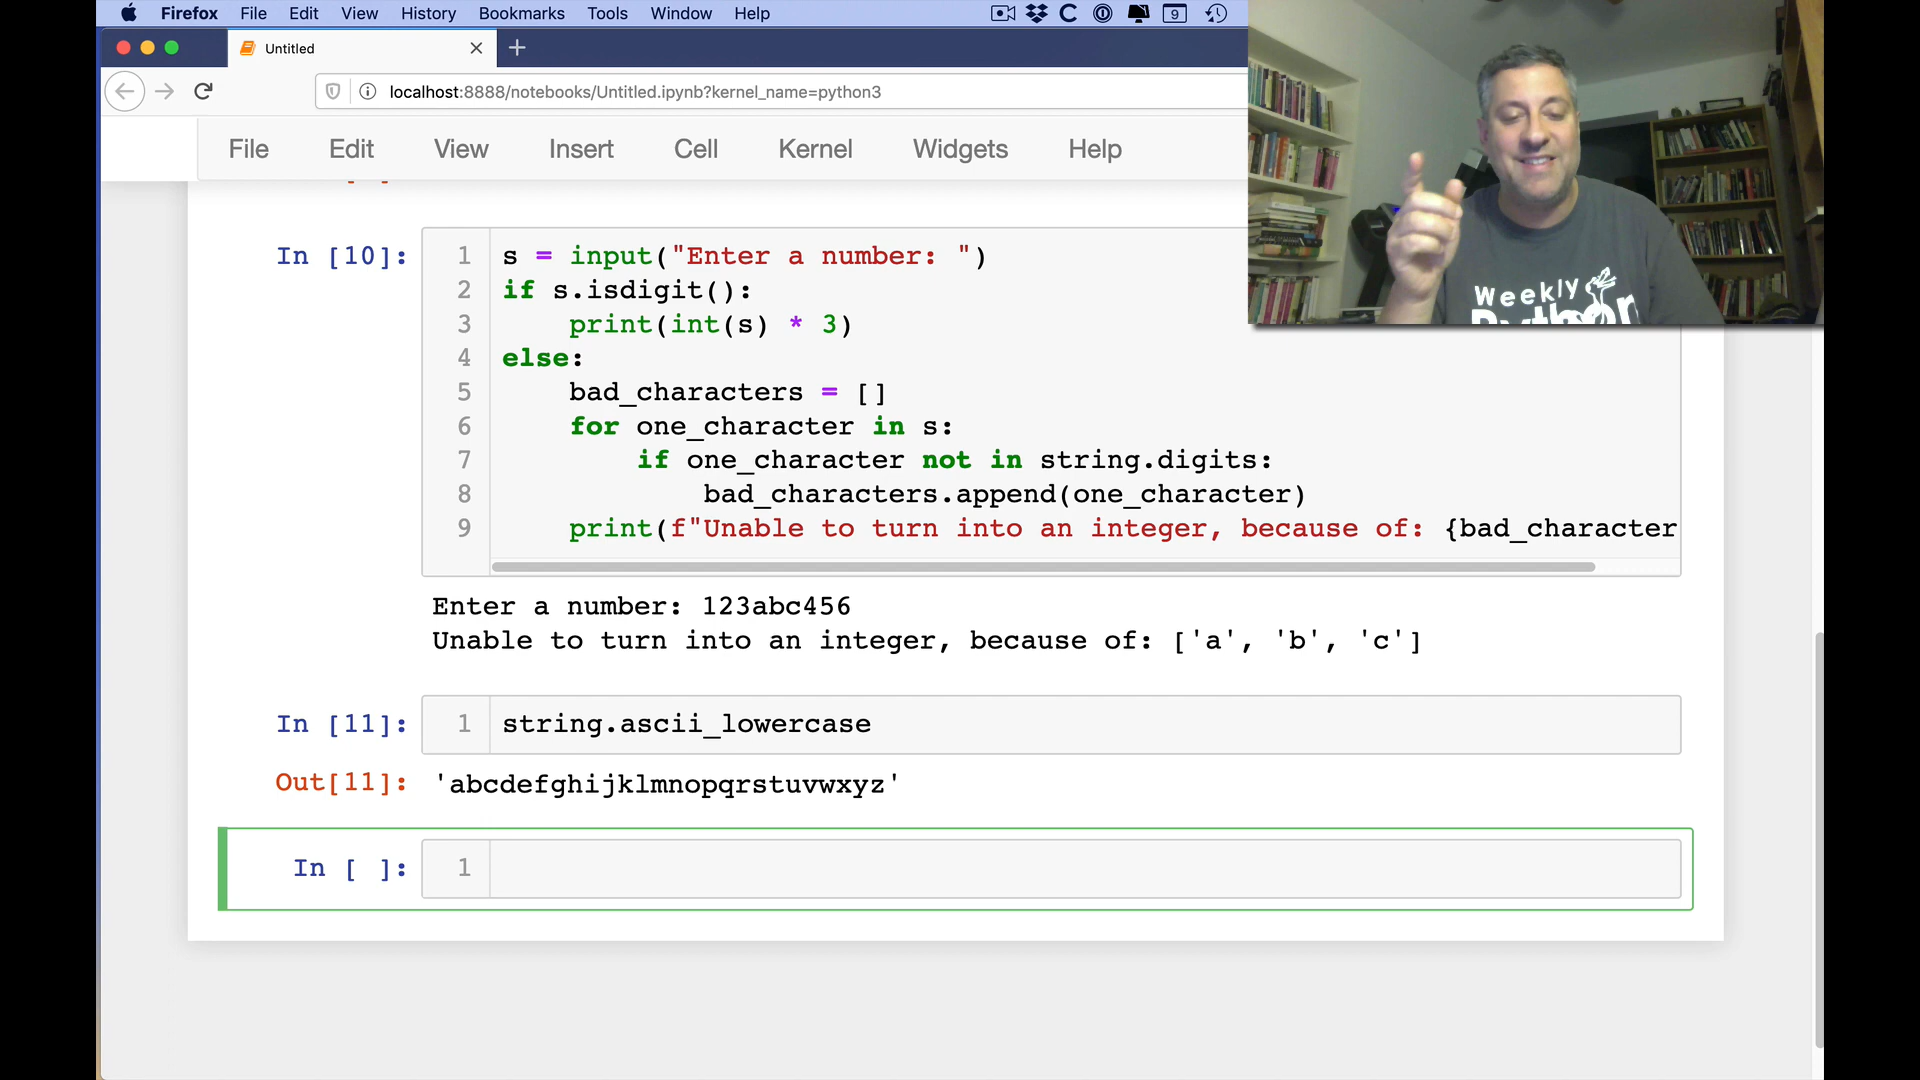 Firefox File Edit View History Bookmarks Tools Window Help
9
Untitled
localhost:8888/notebooks/Untitled.ipynb?kernel_name=python3
File Edit View Insert Cell Kernel Widgets Help
Weekly
Python
In [10]:
1 s = input("Enter a number: ")
2 if s.isdigit():
3 print(int(s) * 3)
4 else:
5 bad_characters = []
6 for one_character in s:
7 if one_character not in string.digits:
8 bad_characters.append(one_character)
9 print(f"Unable to turn into an integer, because of: {bad_character
Enter a number: 123abc456
Unable to turn into an integer, because of: ['a', 'b', 'c']
In [11]: 1 string.ascii_lowercase
Out[11]: 'abcdefghijklmnopqrstuvwxyz'
In [ ]: 1